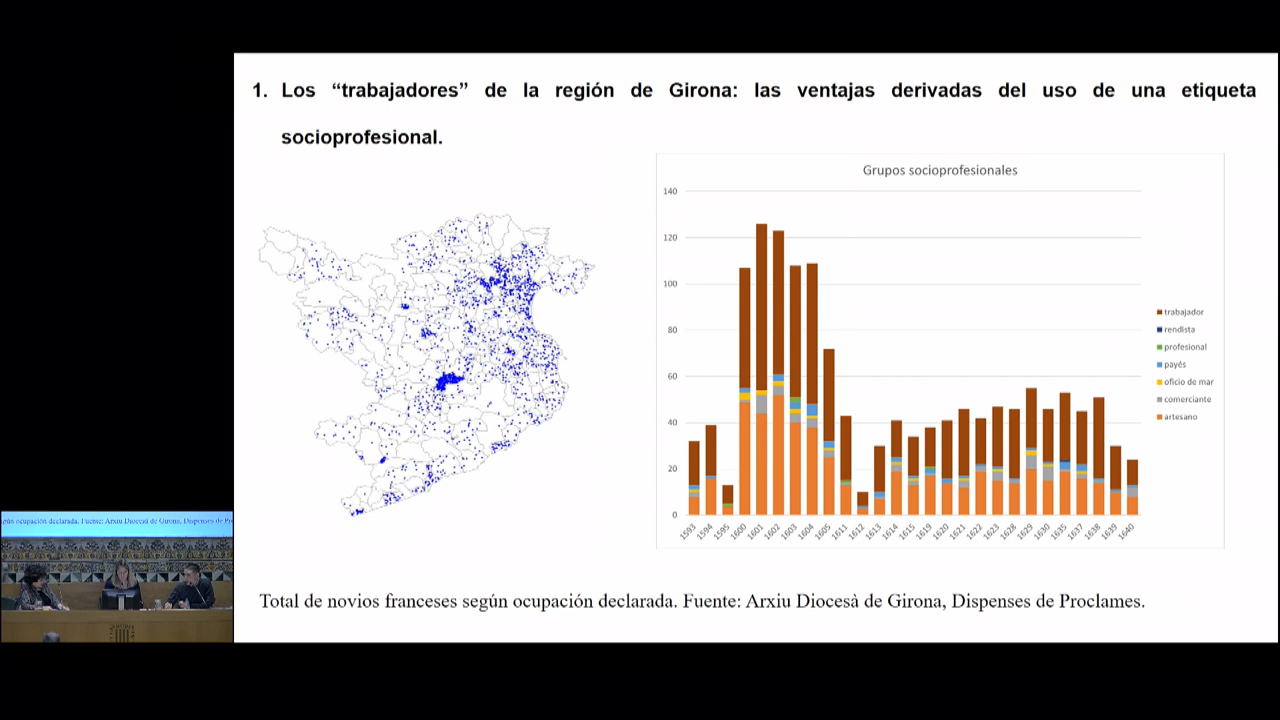 1. Los “trabajadores” de la región de Girona: las ventajas derivadas del uso de una etiqueta
socioprofesional.
Grupos socioprofesionales
140
120
100
80
60
40
20
0
1593 1594 1595 1600 1601 1602 1603 1604 1605 1611 1612 1613 1614 1615 1619 1620 1621 1622 1623 1628 1629 1630 1635 1637 1638 1639 1640
trabajador
rendista
profesional
payés
oficio de mar
comerciante
artesano
Total de novios franceses según ocupación declarada. Fuente: Arxiu Diocesà de Girona, Dispenses de Proclames.
gún ocupación declarada. Fuente: Arxiu Diocesà de Girona, Dispenses de Pr